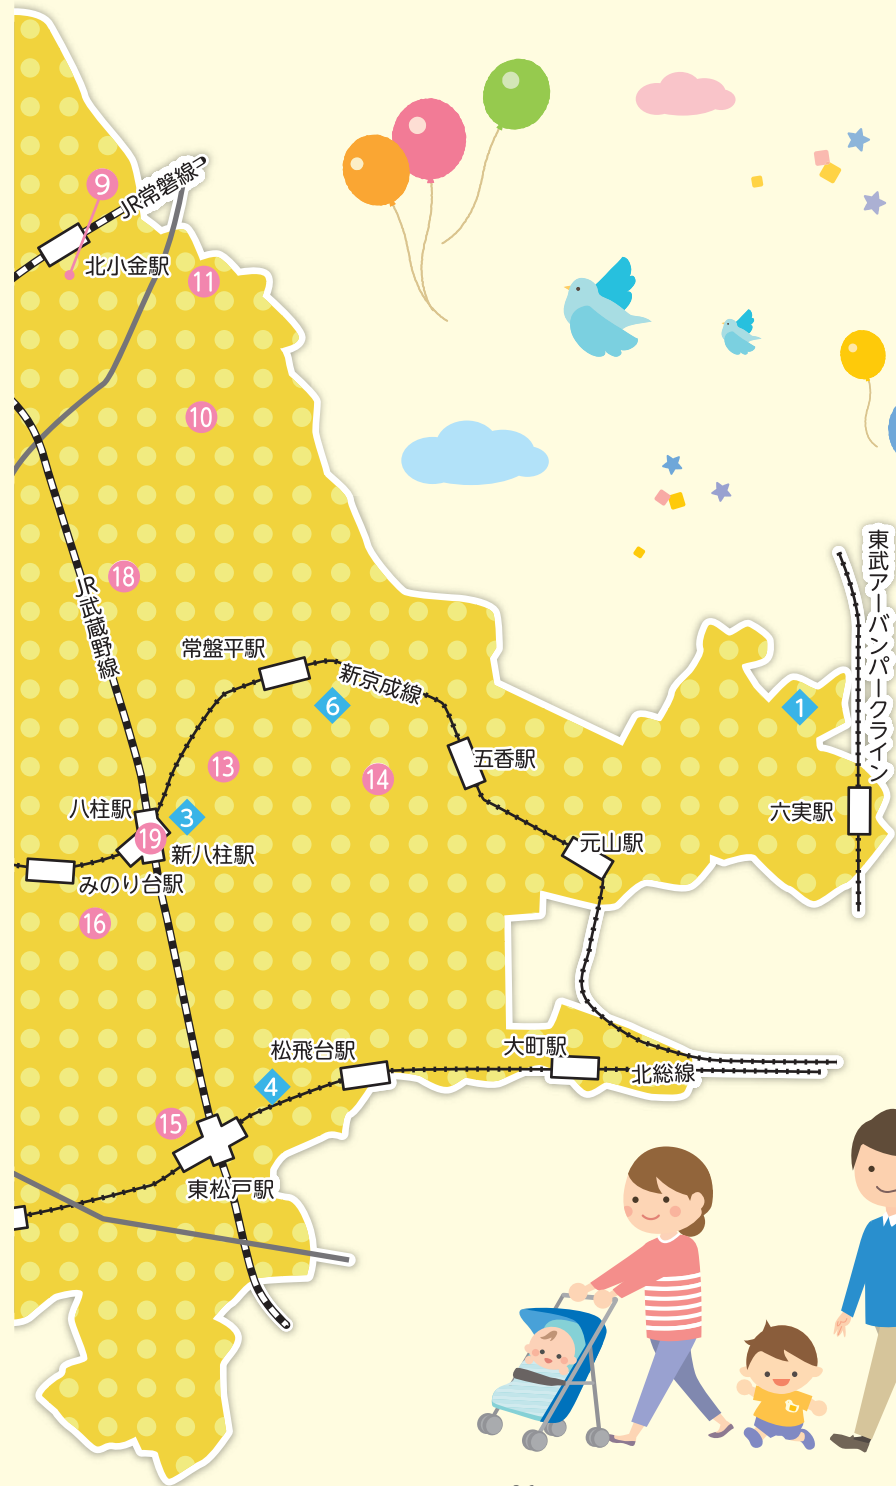 9
JR常磐線
北小金駅
11
10
東武アーバンパークライン
18
JR武蔵野線
常盤平駅
新京成線
6
1
13
14
五香駅
八柱駅
3
六実駅
19
新八柱駅
元山駅
みのり台駅
16
松飛台駅
大町駅
4
北総線
15
東松戸駅